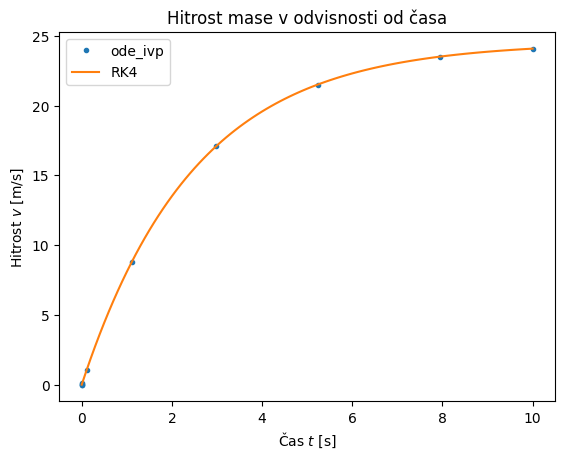 Hitrost mase v odvisnosti od časa
ode_ivp
RK4
Hitrost v [m/s]
25
20
15
10
5
0
0 2 4 6 8 10
Čas t [s]